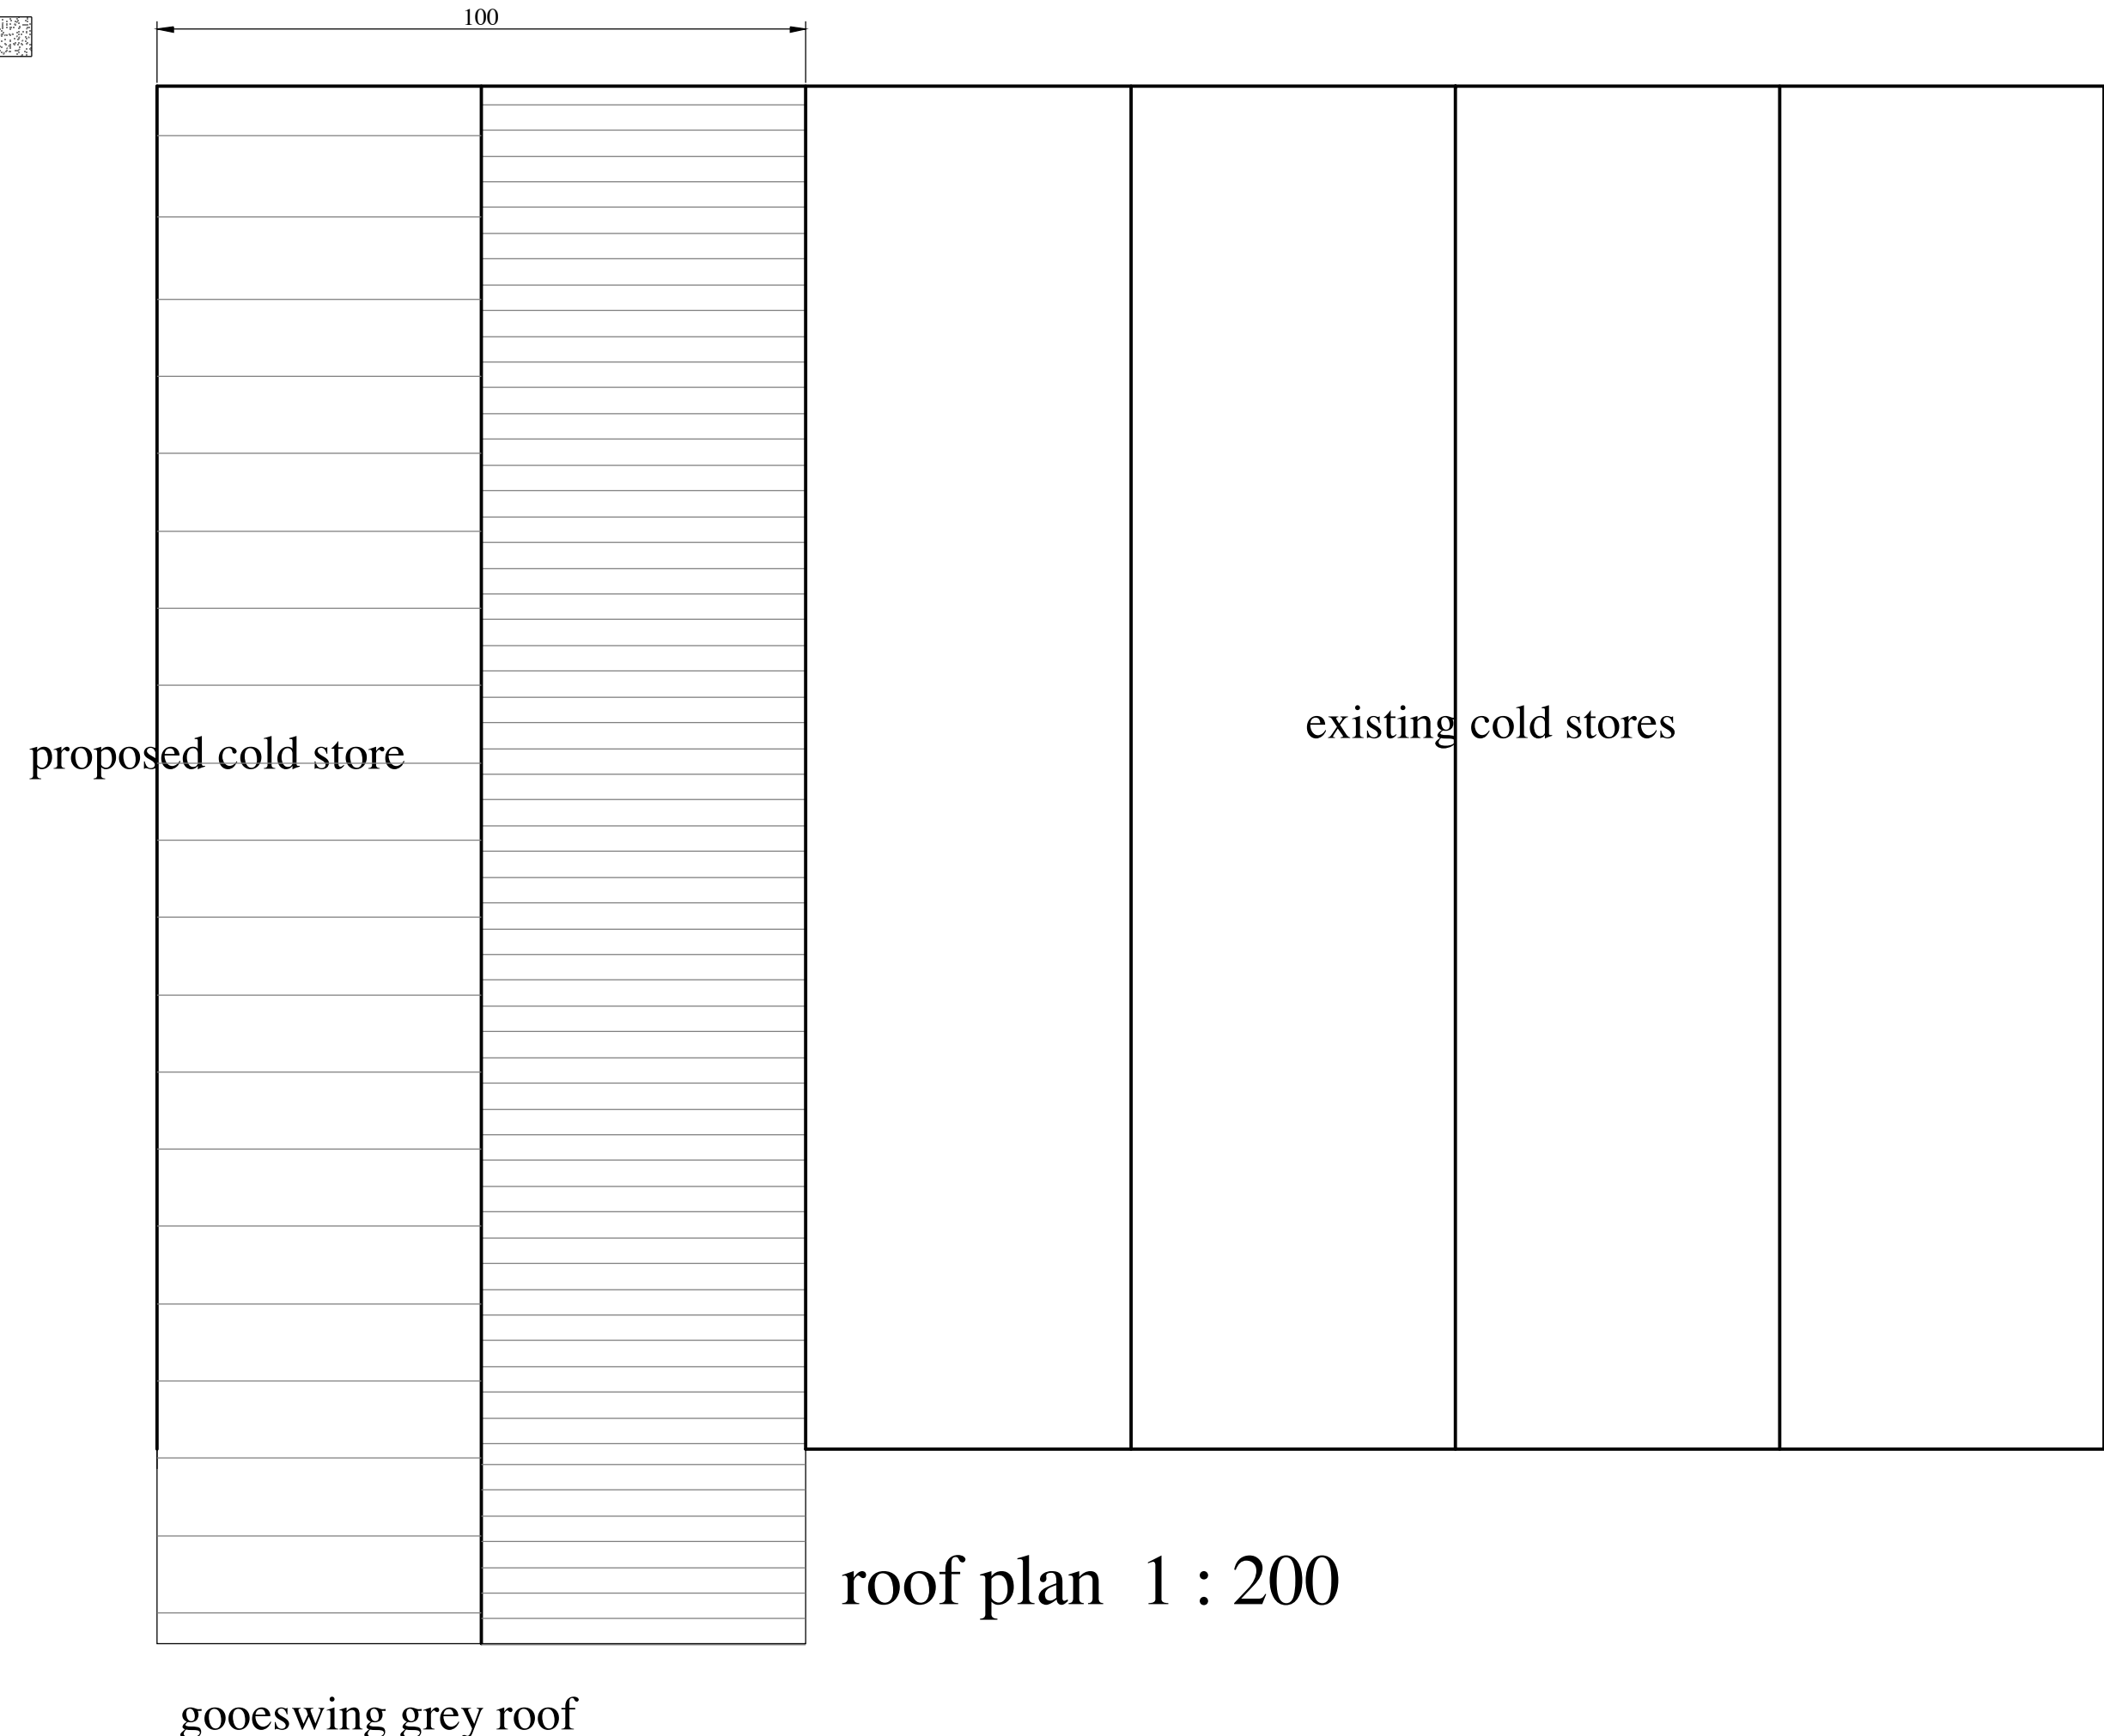 100
existing cold stores
proposed cold store
roof plan 1 : 200
gooeswing grey roof